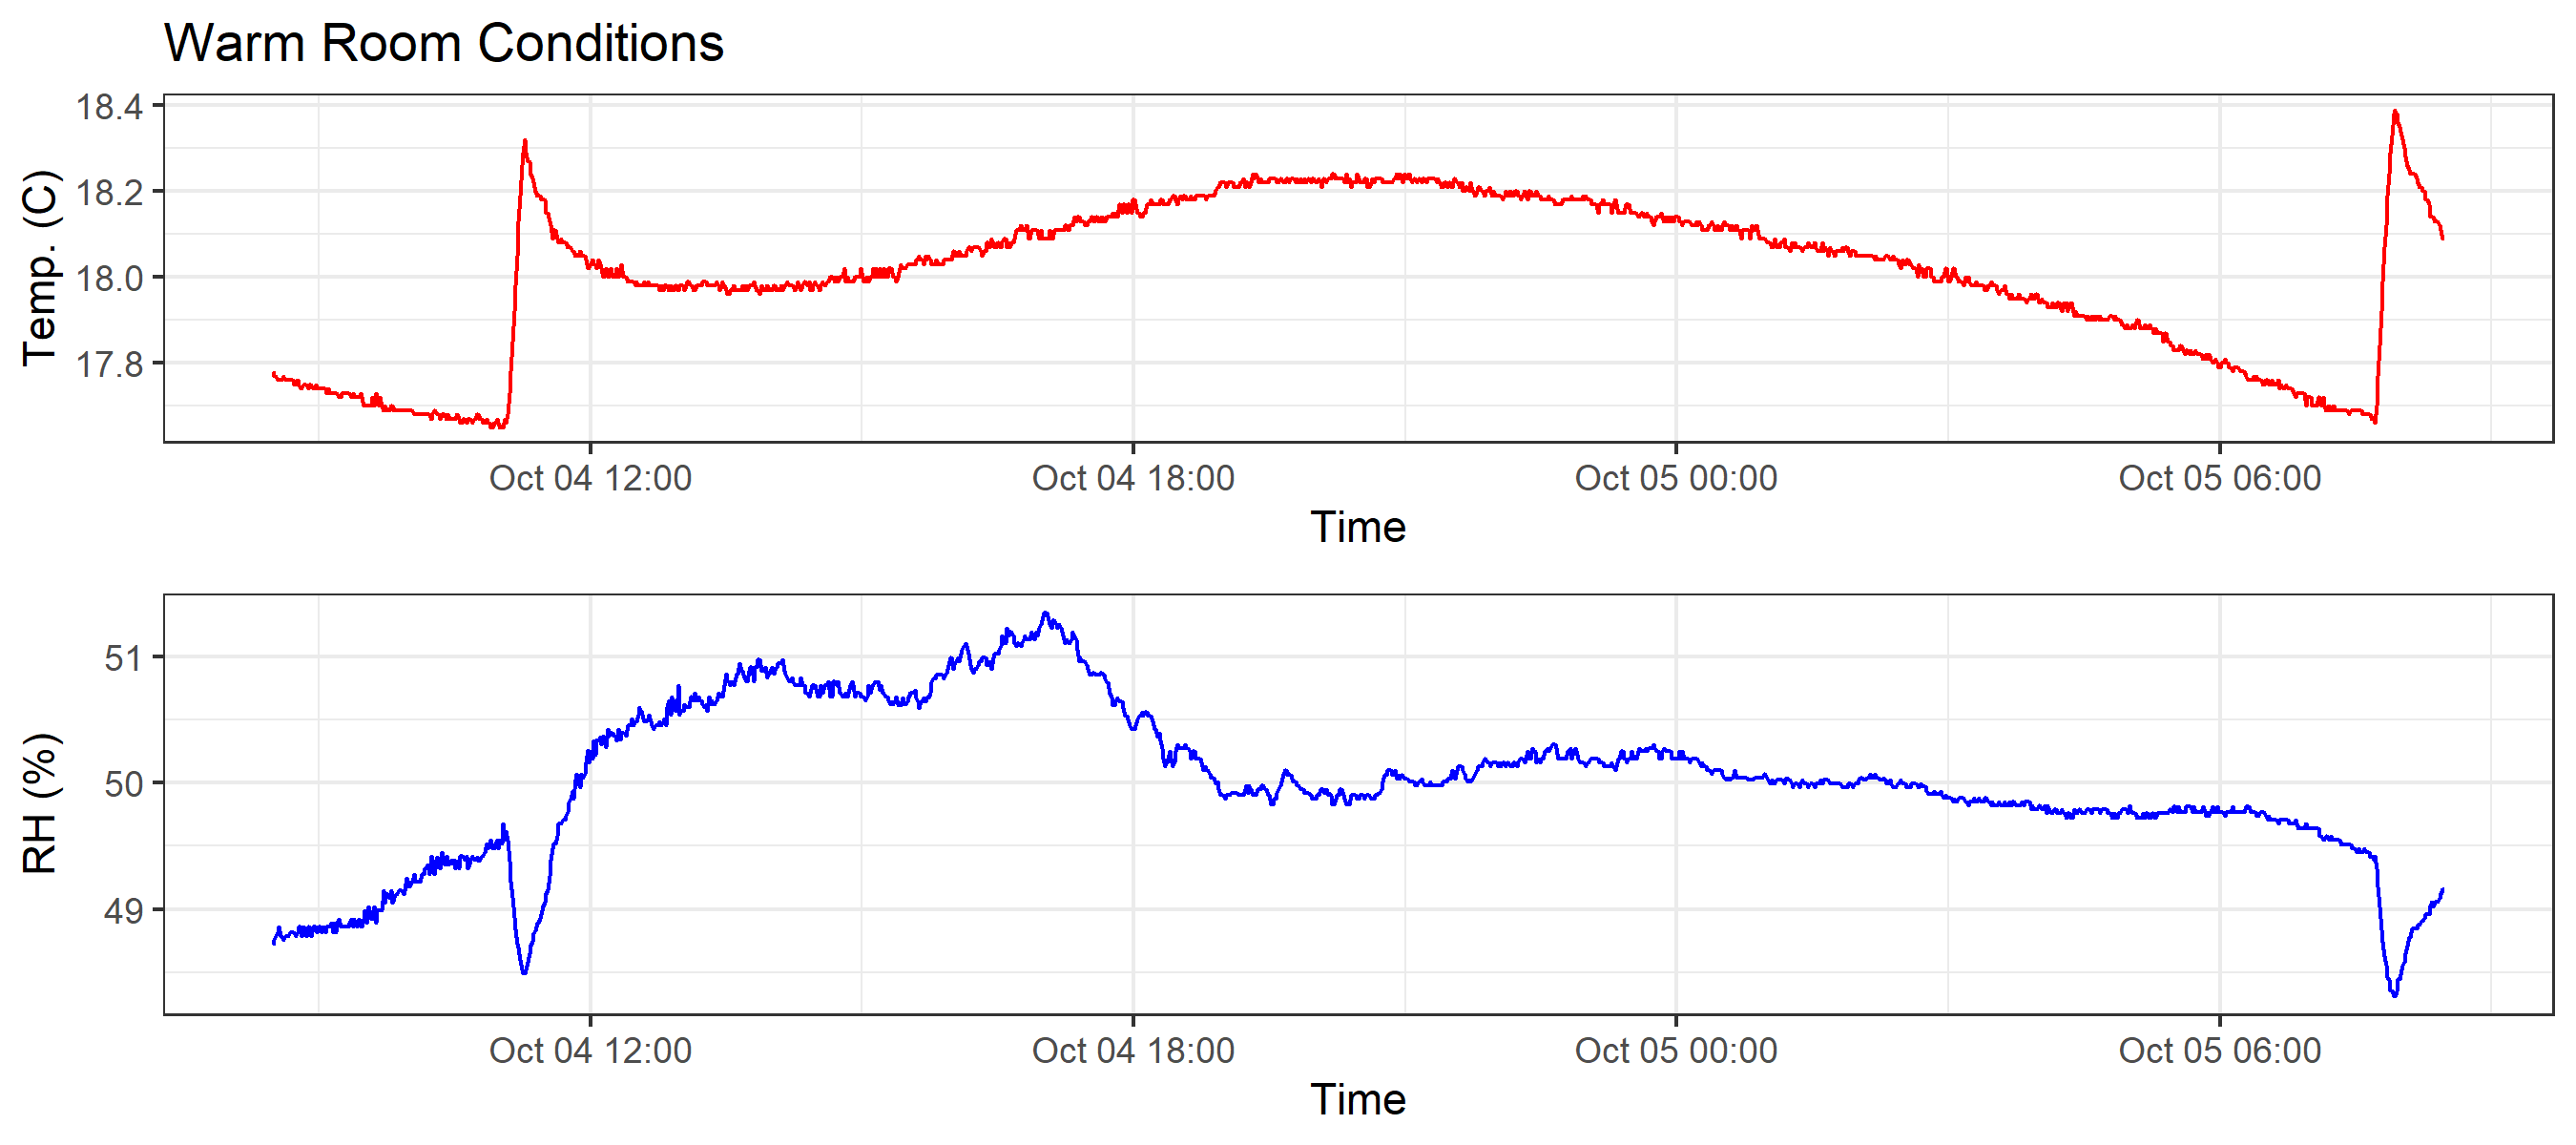 Warm Room Conditions
18.4
18.2
18.0
17.8
Temp. (C)
Oct 04 12:00 Oct 04 18:00 Oct 05 00:00 Oct 05 06:00
Time
51
50
49
RH (%)
Oct 04 12:00 Oct 04 18:00 Oct 05 00:00 Oct 05 06:00
Time